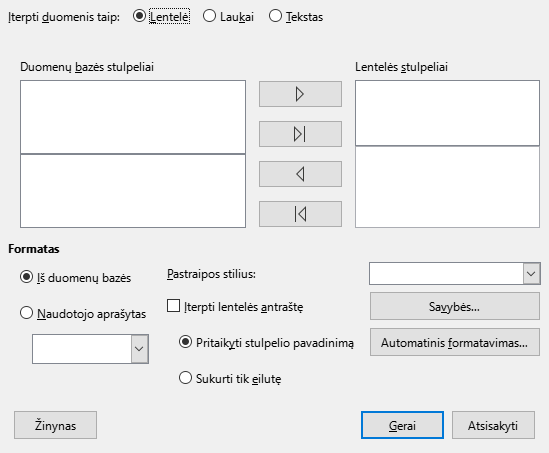 Įterpti duomenis taip: Lentelė Laukai Tekstas
Duomenų bazės stulpeliai Lentelės stulpeliai
Formatas
Iš duomenų bazės
Pastraipos stilius:
Įterpti lentelės antraštę
Savybės...
Naudotojo aprašytas
Pritaikyti stulpelio pavadinimą
Automatinis formatavimas...
Sukurti tik eilutę
Žinynas Gerai Atsisakyti